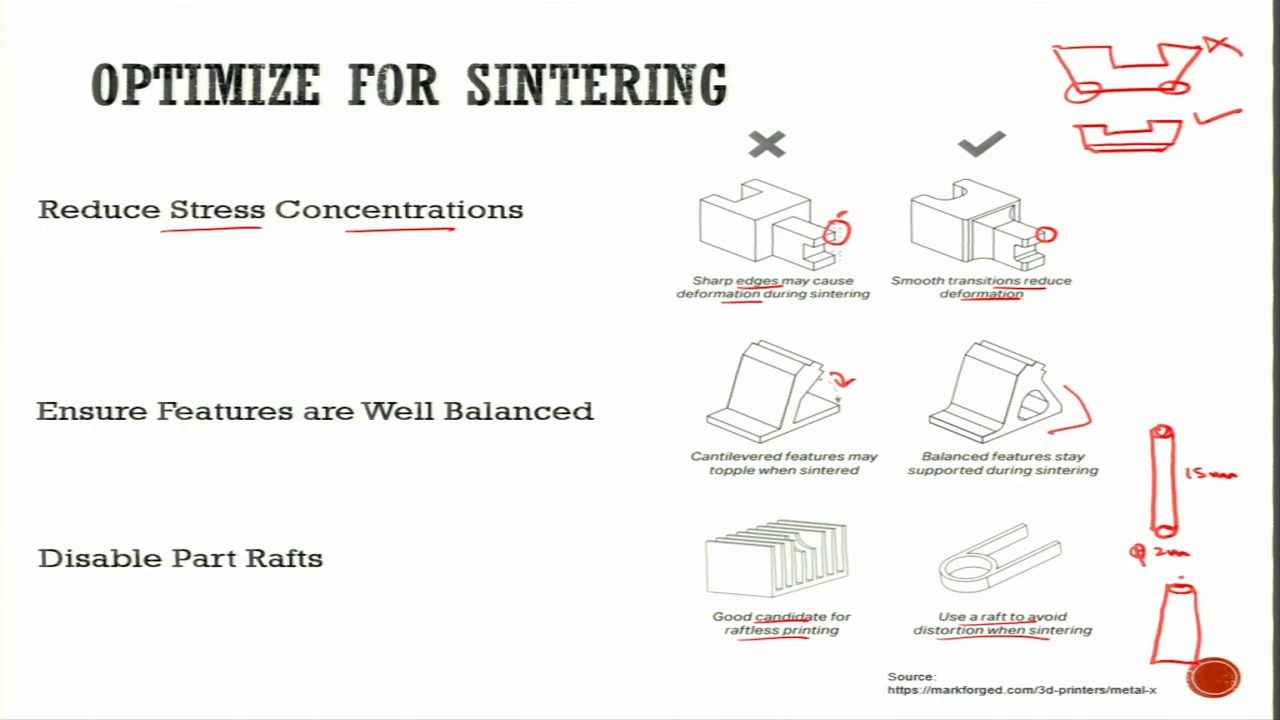 OPTIMIZE FOR SINTERING
Reduce Stress Concentrations
Sharp edges may cause
deformation during sintering
Smooth transitions reduce
deformation
Ensure Features are Well Balanced
Cantilevered features may
topple when sintered
Balanced features stay
supported during sintering
15mm
Disable Part Rafts
Good candidate for
raftless printing
Use a raft to avoid
distortion when sintering
Source:
https://markforged.com/3d-printers/metal-x